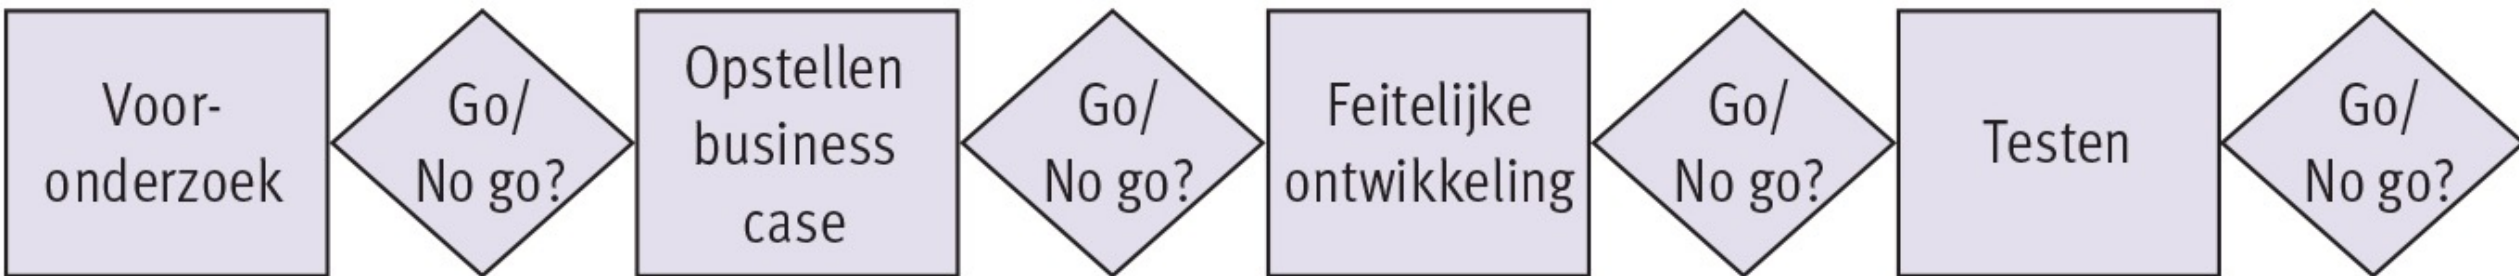 Voor-
onderzoek
Go/
No go?
Opstellen
business
case
Go/
No go?
Feitelijke
ontwikkeling
Go/
No go?
Testen
Go/
No go?